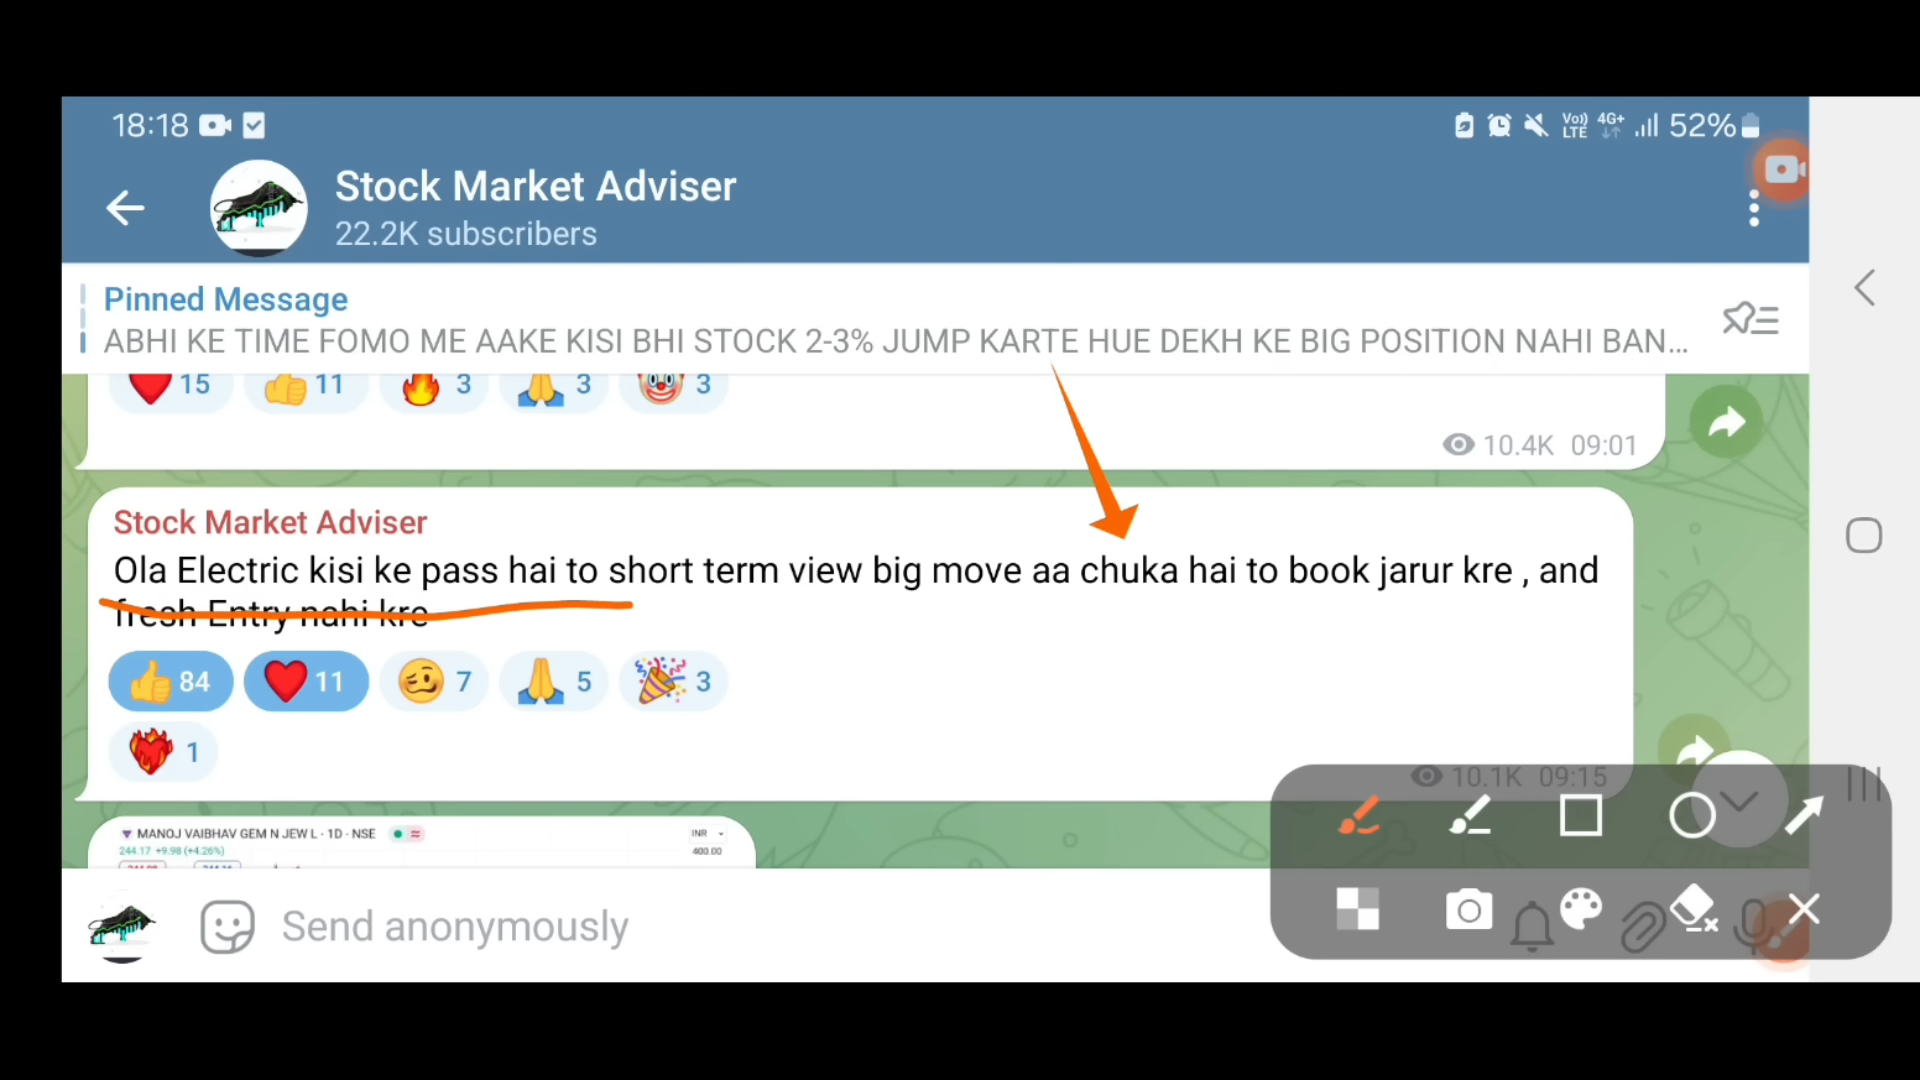 18:18
Vo)) LTE 4G+ 52%
Stock Market Adviser
22.2K subscribers
Pinned Message
ABHI KE TIME FOMO ME AAKE KISI BHI STOCK 2-3% JUMP KARTE HUE DEKH KE BIG POSITION NAHI BAN...
15 11 3 3 3
10.4K 09:01
Stock Market Adviser
Ola Electric kisi ke pass hai to short term view big move aa chuka hai to book jarur kre , and
fresh Entry nahi kre
84 11 7 5 3
1
10.1K 09:15
MANOJ VAIBHAV GEM N JEW L · 1D · NSE INR
244.17 +9.98 (+4.26%) 400.00
Send anonymously